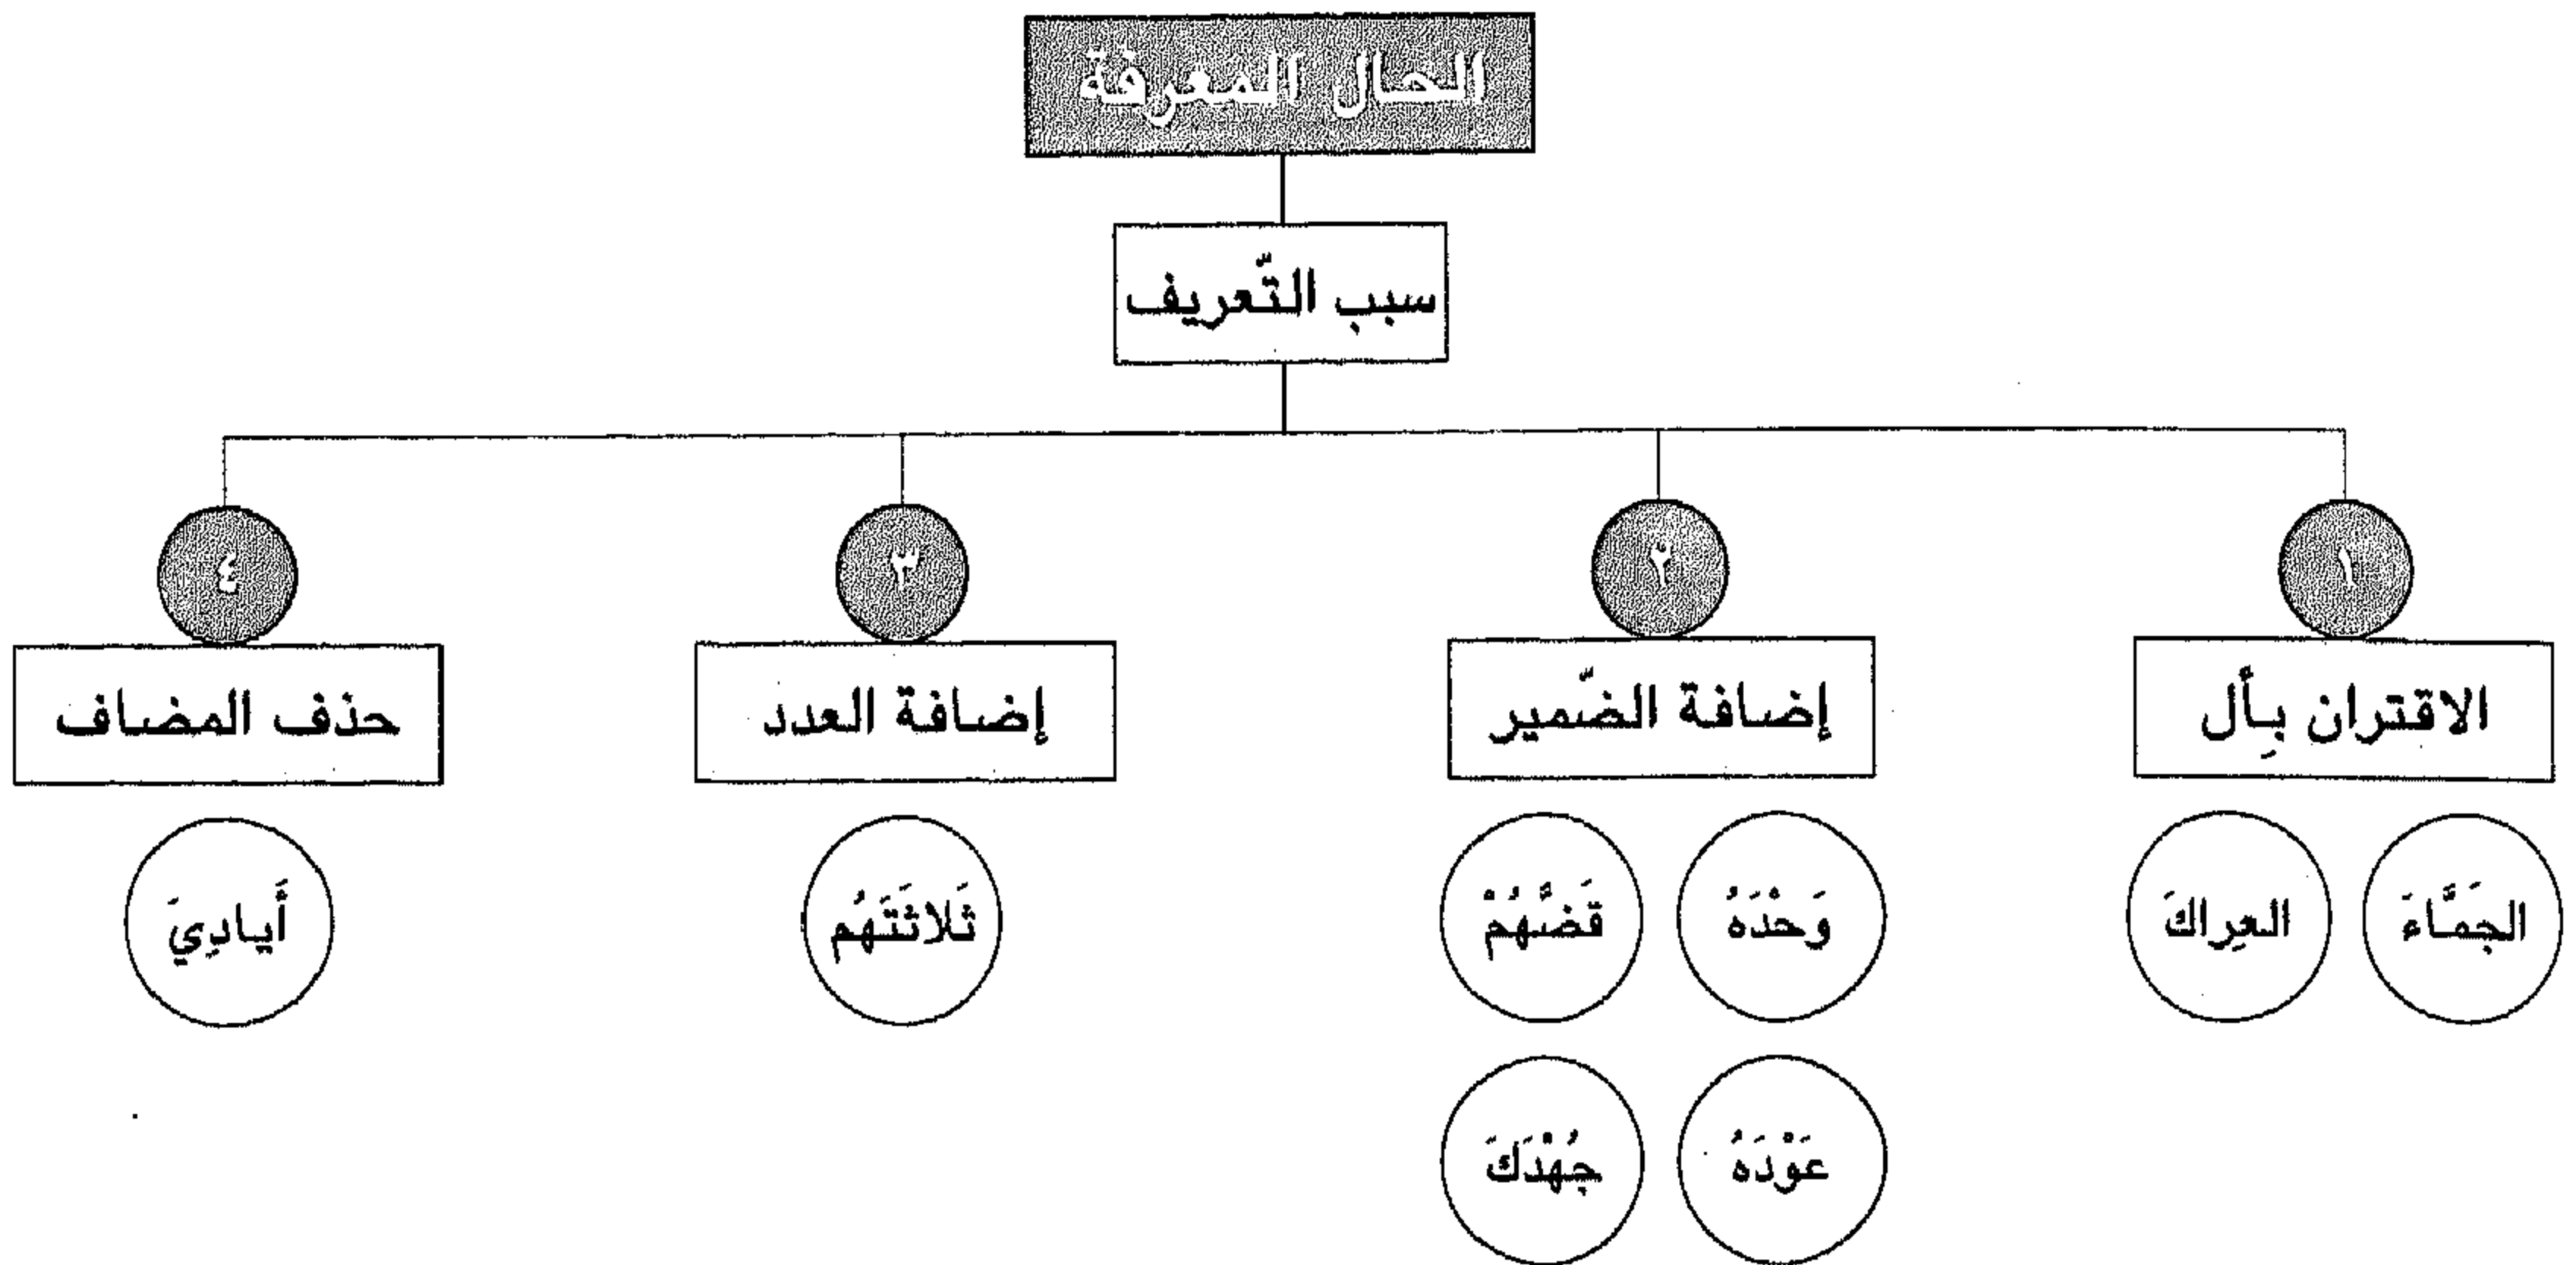 الحال المعرفة
سبب التّعريف
١
٢
٣
٤
الاقتران بِأل
إضافة الضّمير
إضافة العدد
حذف المضاف
الجَمَّاءَ
العِراكَ
وَحْدَهُ
قَضَّهُمْ
ثَلاثَتَهُم
أَيادِيَ
عَوْدَهُ
جُهْدَكَ